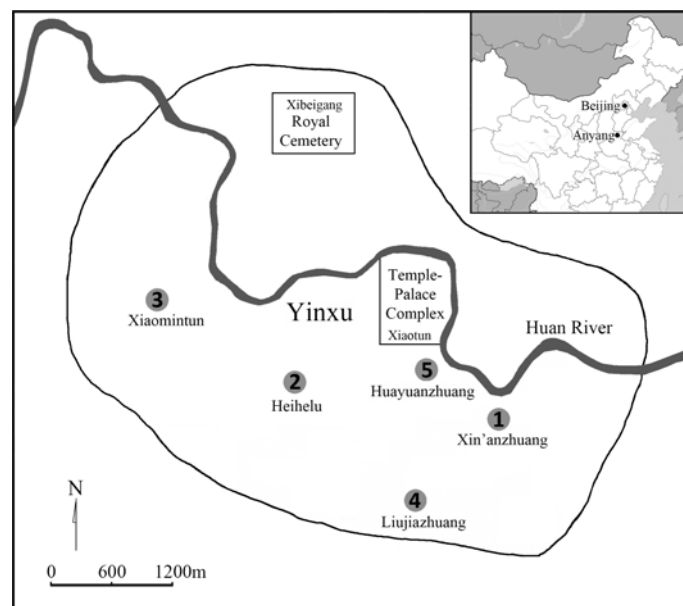 Xibeigang
Royal
Cemetery
Beijing
Anyang
Temple-
Palace
Complex
Xiaotun
Yinxu
Huan River
3
Xiaomintun
5
Huayuanzhuang
2
Heihelu
1
Xin'anzhuang
4
Liujiazhuang
N
0 600 1200m